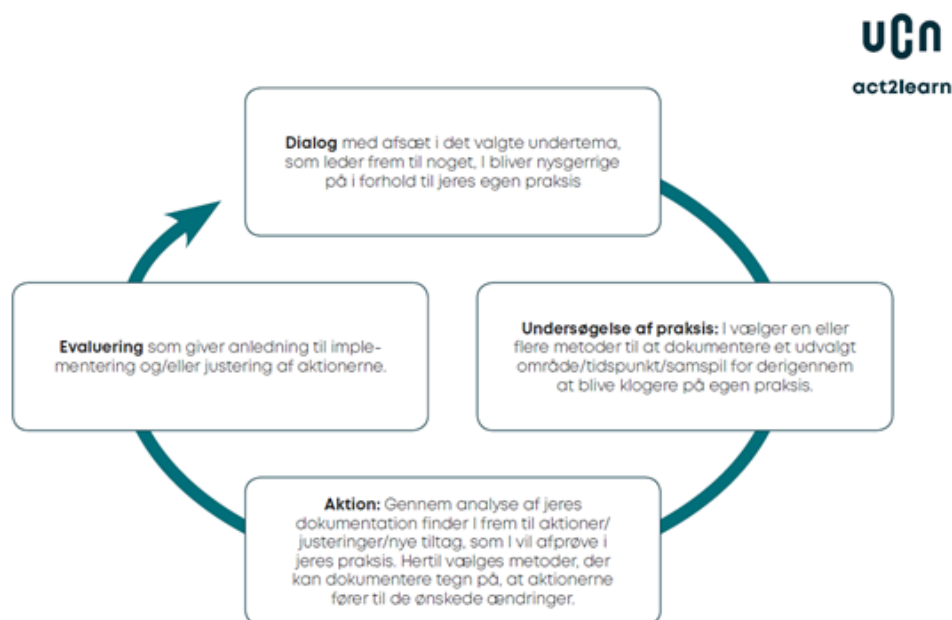 ucn
act2learn
Dialog med afsæt i det valgte undertema,
som leder frem til noget, I bliver nysgerrige
på i forhold til jeres egen praksis
Evaluering som giver anledning til imple-
mentering og/eller justering af aktionerne.
Undersøgelse af praksis: I vælger en eller
flere metoder til at dokumentere et udvalgt
område/tidspunkt/samspil for derigennem
at blive klogere på egen praksis.
Aktion: Gennem analyse af jeres
dokumentation finder I frem til aktioner/
justeringer/nye tiltag, som I vil afprøve i
jeres praksis. Hertil vælges metoder, der
kan dokumentere tegn på, at aktionerne
fører til de ønskede ændringer.